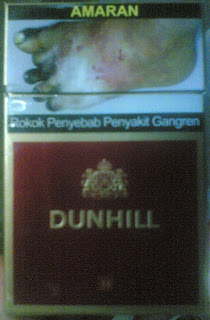 AMARAN
Rokok Penyebab Penyakit Gangren
DUNHILL